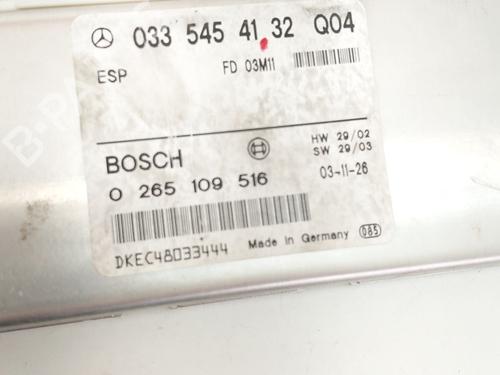 033 545 41 32 Q04
ESP FD 03M11
BOSCH HW 29/02
SW 29/03
0 265 109 516 03-11-26
DKEC48033444 Made in Germany 085